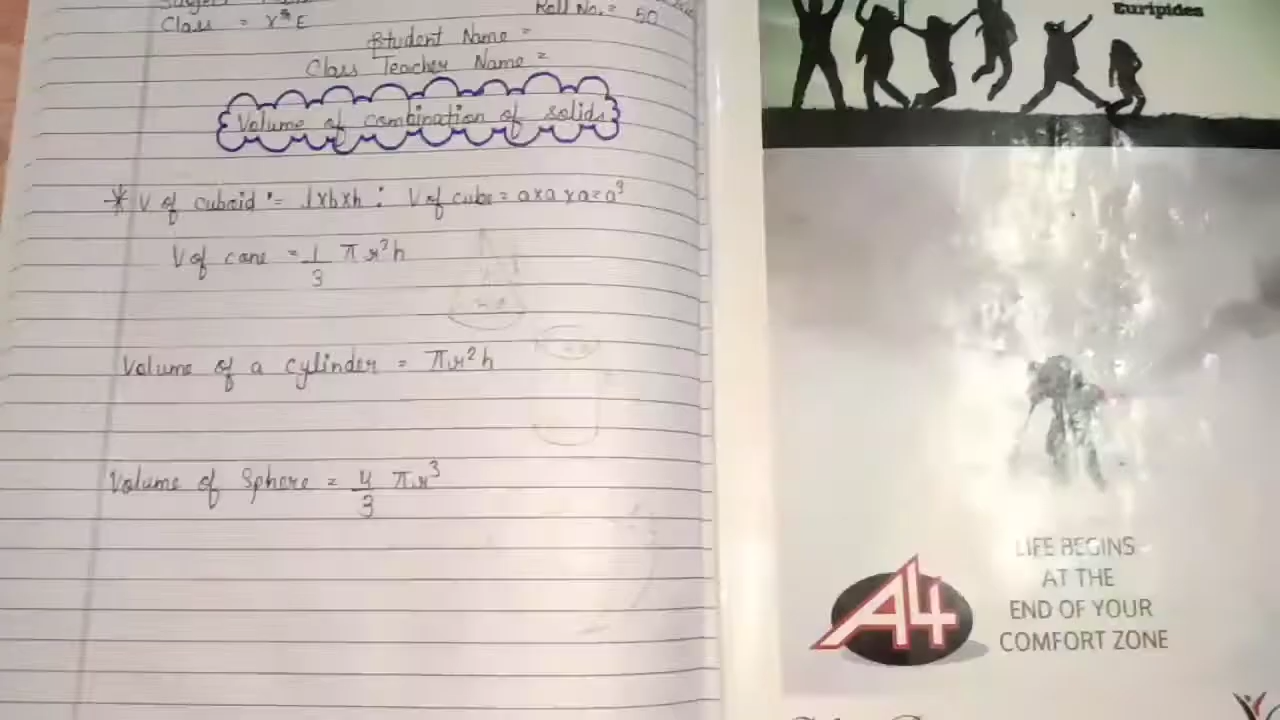 Roll No. = 50
Class = Xth E
Student Name =
Class Teacher Name =
Volume of combination of solids
* V of cuboid = l×b×h : V of cube = a×a×a=a³
V of cone = 1/3 πr²h
Volume of a cylinder = πr²h
Volume of Sphere = 4/3 πr³
Euripides
A4
LIFE BEGINS
AT THE
END OF YOUR
COMFORT ZONE